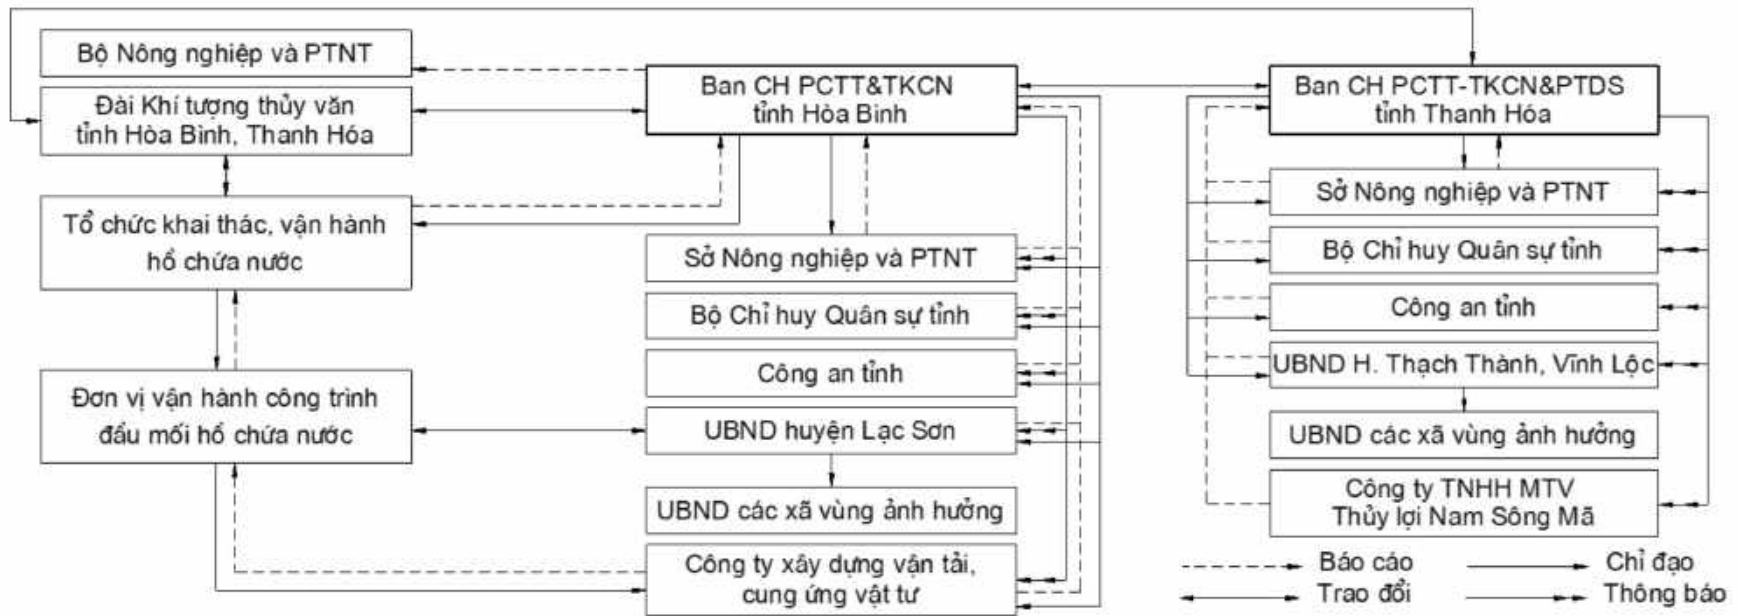 Bộ Nông nghiệp và PTNT
Đài Khí tượng thủy văn
tỉnh Hòa Bình, Thanh Hóa
Tổ chức khai thác, vận hành
hồ chứa nước
Đơn vị vận hành công trình
đầu mối hồ chứa nước
Ban CH PCTT&TKCN
tỉnh Hòa Bình
Sở Nông nghiệp và PTNT
Bộ Chỉ huy Quân sự tỉnh
Công an tỉnh
UBND huyện Lạc Sơn
UBND các xã vùng ảnh hưởng
Công ty xây dựng vận tải,
cung ứng vật tư
Ban CH PCTT-TKCN&PTDS
tỉnh Thanh Hóa
Sở Nông nghiệp và PTNT
Bộ Chỉ huy Quân sự tỉnh
Công an tỉnh
UBND H. Thạch Thành, Vĩnh Lộc
UBND các xã vùng ảnh hưởng
Công ty TNHH MTV
Thủy lợi Nam Sông Mã
Báo cáo
Chỉ đạo
Trao đổi
Thông báo